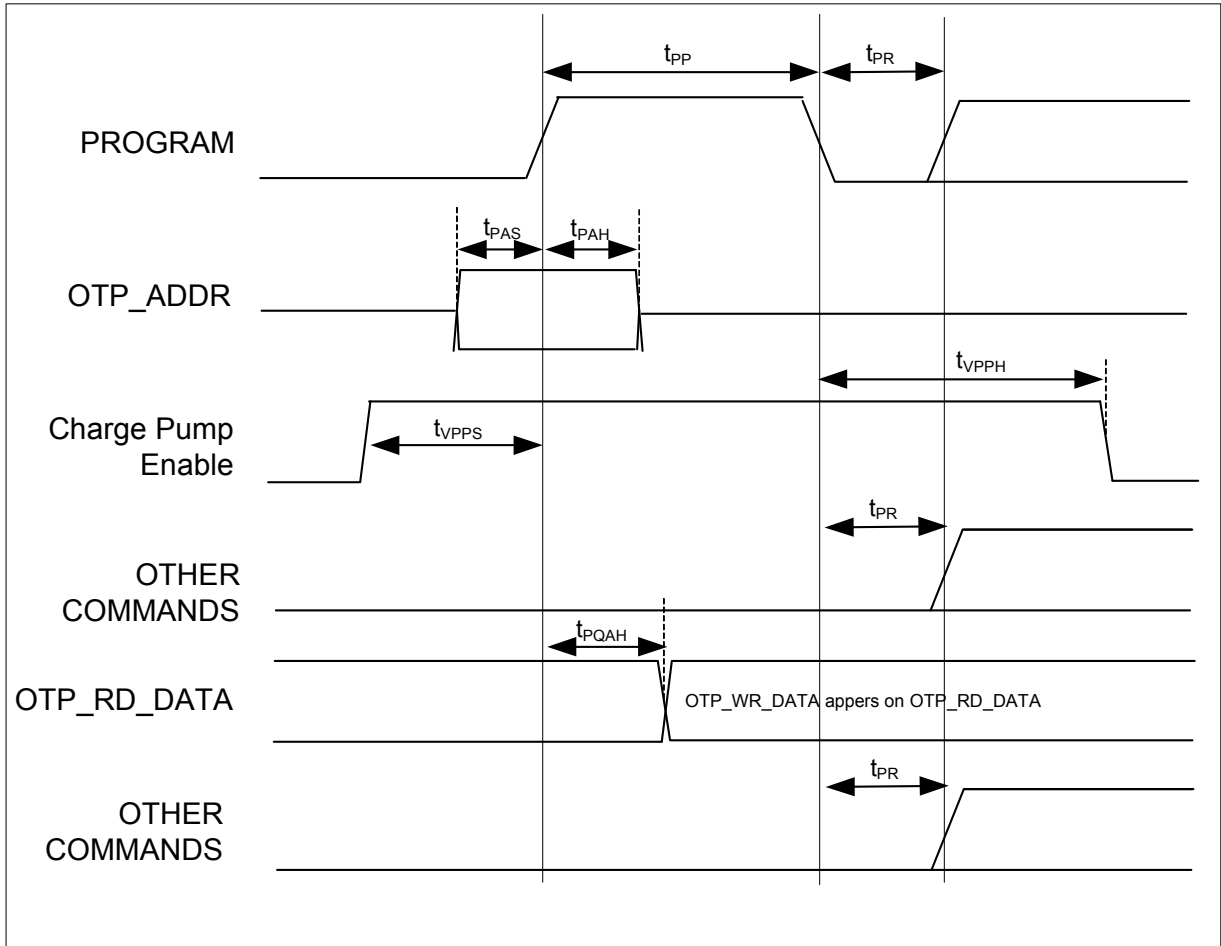 tPP
tPR
PROGRAM
tPAS
tPAH
OTP_ADDR
tVPPH
Charge Pump
Enable
tVPPS
tPR
OTHER
COMMANDS
tPQAH
OTP_RD_DATA
OTP_WR_DATA appers on OTP_RD_DATA
tPR
OTHER
COMMANDS